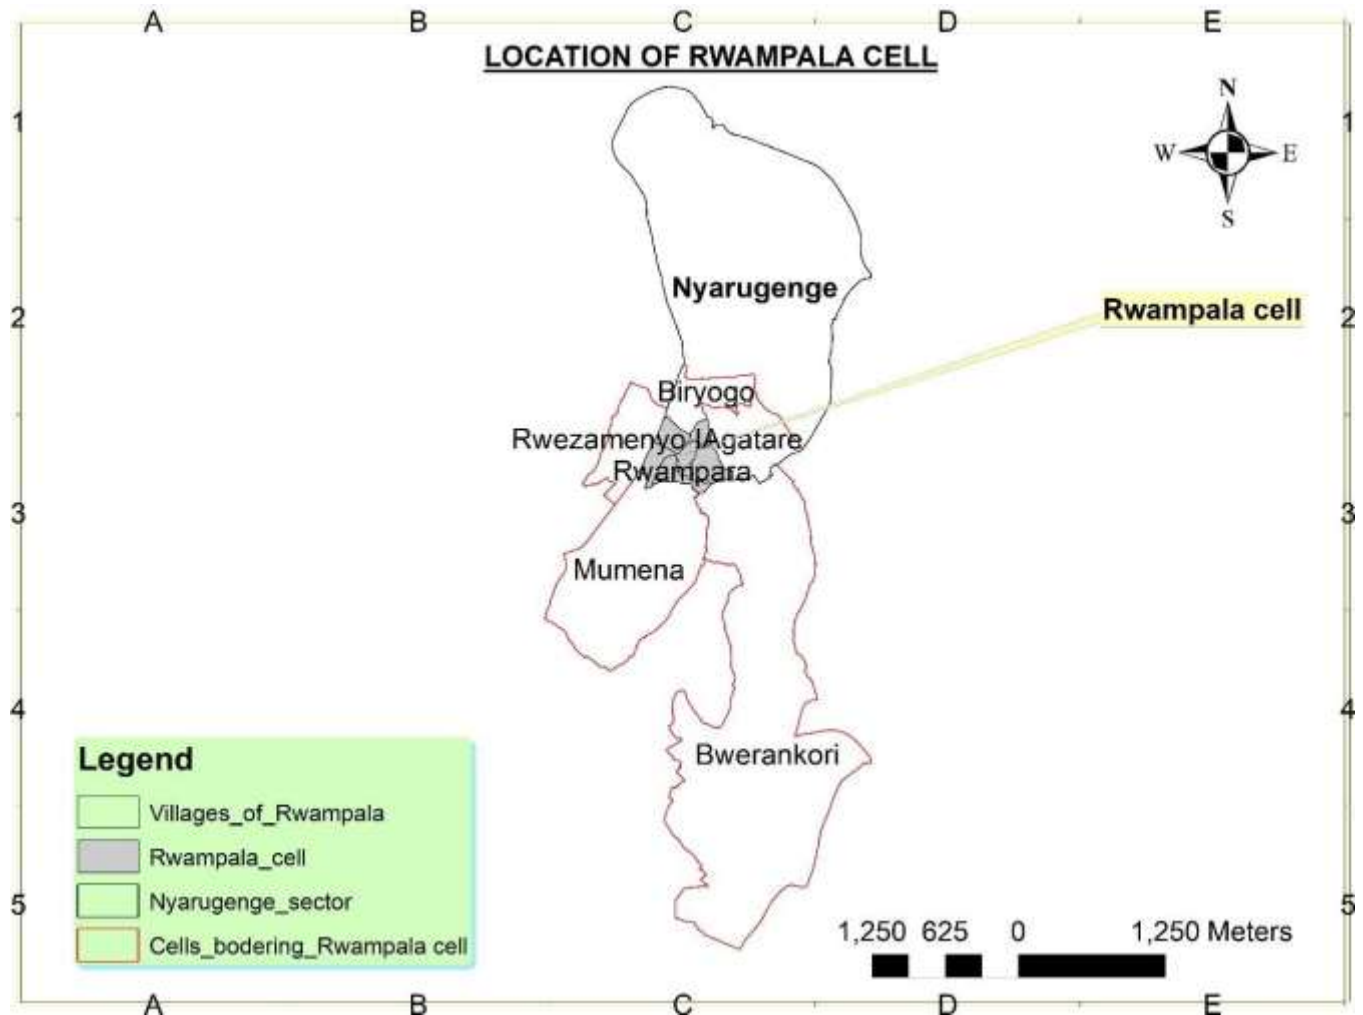 A B C D E
LOCATION OF RWAMPALA CELL
N
W E
S
1 1
Nyarugenge
Rwampala cell
2 2
Biryogo
Rwezamenyo IAgatare
Rwampara
3 3
Mumena
4 4
Bwerankori
Legend
Villages_of_Rwampala
Rwampala_cell
Nyarugenge_sector
Cells_bodering_Rwampala cell
5 5
1,250 625 0 1,250 Meters
A B C D E